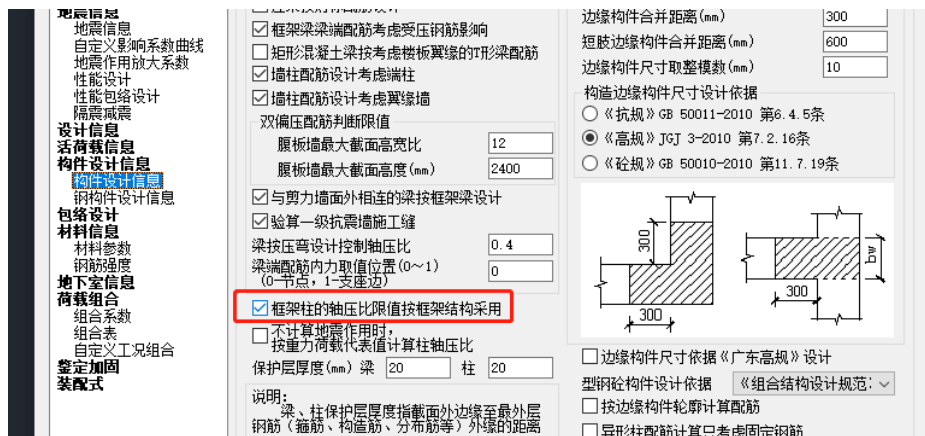 地震信息
地震信息
自定义影响系数曲线
地震作用放大系数
性能设计
性能包络设计
隔震减震
设计信息
活荷载信息
构件设计信息
构件设计信息
钢构件设计信息
包络设计
材料信息
材料参数
钢筋强度
地下室信息
荷载组合
组合系数
组合表
自定义工况组合
鉴定加固
装配式
框架梁梁端配筋考虑受压钢筋影响
矩形混凝土梁按考虑楼板翼缘的T形梁配筋
墙柱配筋设计考虑端柱
墙柱配筋设计考虑翼缘墙
双偏压配筋判断限值
腹板墙最大截面高宽比 12
腹板墙最大截面高度(mm) 2400
与剪力墙面外相连的梁按框架梁设计
验算一级抗震墙施工缝
梁按压弯设计控制轴压比 0.4
梁端配筋内力取值位置(0~1) 0
(0-节点, 1-支座边)
框架柱的轴压比限值按框架结构采用
不计算地震作用时,
按重力荷载代表值计算柱轴压比
保护层厚度(mm) 梁 20 柱 20
说明:
梁、柱保护层厚度指截面外边缘至最外层
钢筋（箍筋、构造筋、分布筋等）外缘的距离
边缘构件合并距离(mm) 300
短肢边缘构件合并距离(mm) 600
边缘构件尺寸取整模数(mm) 10
构造边缘构件尺寸设计依据
《抗规》GB 50011-2010 第6.4.5条
《高规》JGJ 3-2010 第7.2.16条
《砼规》GB 50010-2010 第11.7.19条
300
300
bw
300
边缘构件尺寸依据《广东高规》设计
型钢砼构件设计依据 《组合结构设计规范
按边缘构件轮廓计算配筋
异形柱配筋计算只考虑固定钢筋